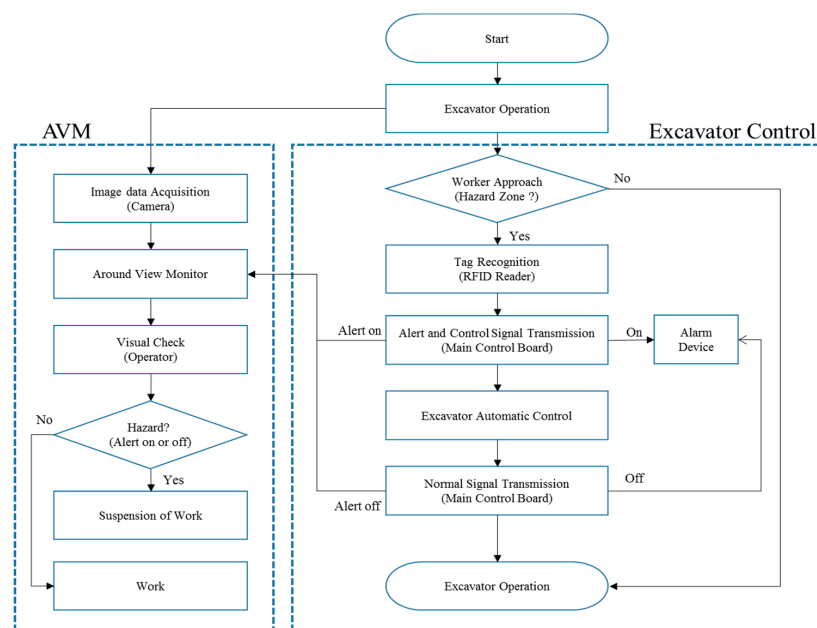 Start
Excavator Operation
AVM
Excavator Control
Image data Acquisition
(Camera)
Around View Monitor
Visual Check
(Operator)
Hazard?
(Alert on or off)
No
Yes
Suspension of Work
Work
Worker Approach
(Hazard Zone ?)
No
Yes
Tag Recognition
(RFID Reader)
Alert on
Alert and Control Signal Transmission
(Main Control Board)
On
Alarm
Device
Excavator Automatic Control
Normal Signal Transmission
(Main Control Board)
Off
Alert off
Excavator Operation